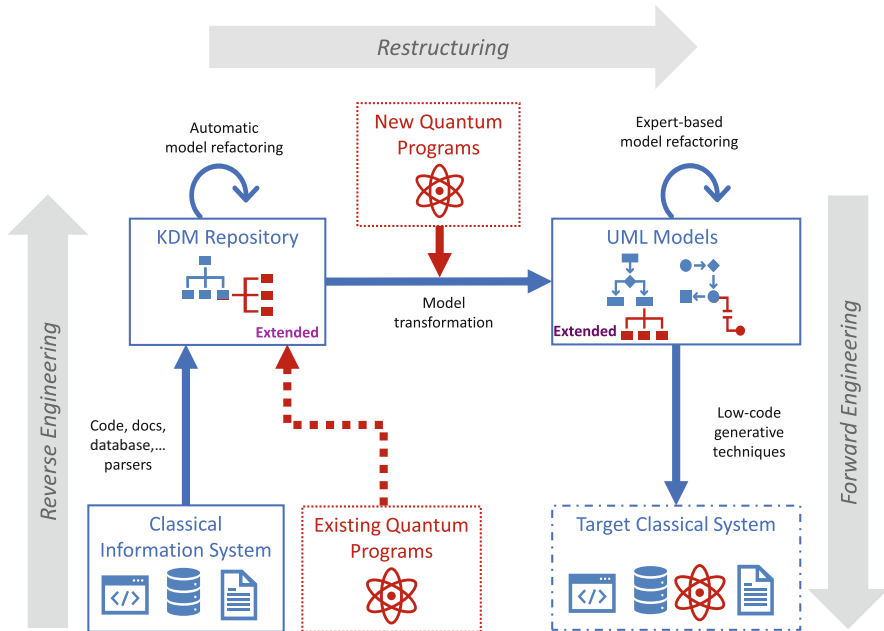 Restructuring
Automatic
model refactoring
New Quantum
Programs
Expert-based
model refactoring
KDM Repository
Extended
Model
transformation
UML Models
Extended
Reverse Engineering
Forward Engineering
Code, docs,
database,...
parsers
Low-code
generative
techniques
Classical
Information System
</>
Existing Quantum
Programs
Target Classical System
</>